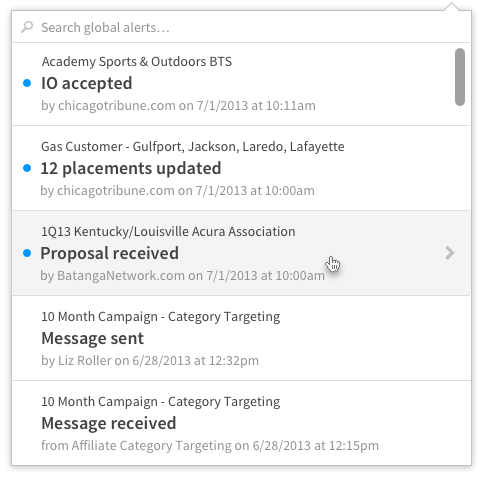 Search global alerts…
Academy Sports & Outdoors BTS
IO accepted
by chicagotribune.com on 7/1/2013 at 10:11am
Gas Customer - Gulfport, Jackson, Laredo, Lafayette
12 placements updated
by chicagotribune.com on 7/1/2013 at 10:00am
1Q13 Kentucky/Louisville Acura Association
Proposal received
by BatangaNetwork.com on 7/1/2013 at 10:00am
10 Month Campaign - Category Targeting
Message sent
by Liz Roller on 6/28/2013 at 12:32pm
10 Month Campaign - Category Targeting
Message received
from Affiliate Category Targeting on 6/28/2013 at 12:15pm